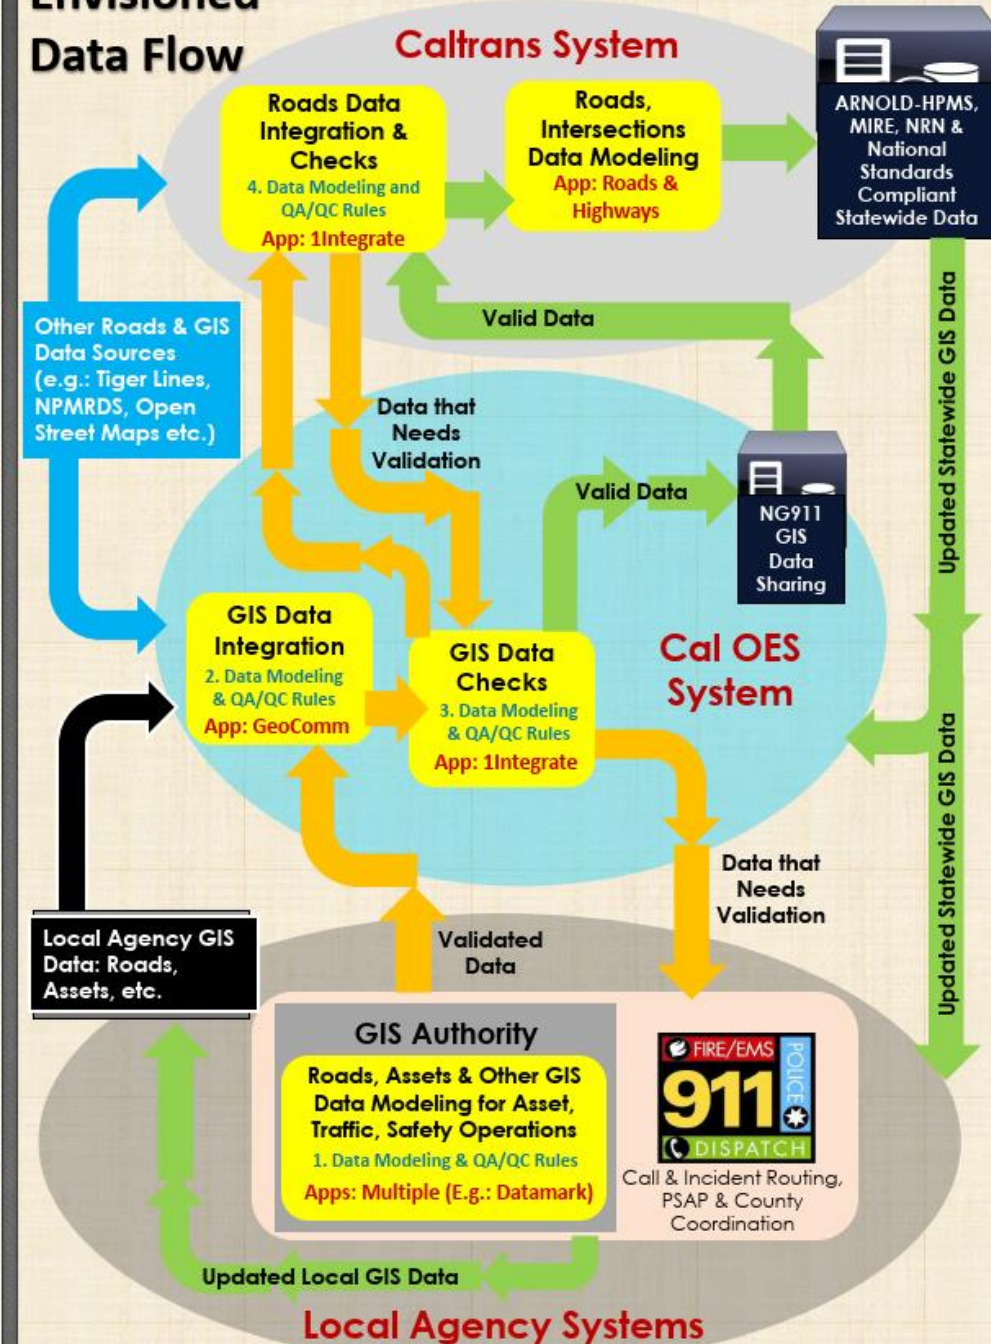 Envisioned
Data Flow
Caltrans System
Roads Data
Integration &
Checks
4. Data Modeling and
QA/QC Rules
App: 1Integrate
Roads,
Intersections
Data Modeling
App: Roads &
Highways
ARNOLD-HPMS,
MIRE, NRN &
National
Standards
Compliant
Statewide Data
Other Roads & GIS
Data Sources
(e.g.: Tiger Lines,
NPMRDS, Open
Street Maps etc.)
Valid Data
Data that
Needs
Validation
Valid Data
NG911
GIS
Data
Sharing
Updated Statewide GIS Data
GIS Data
Integration
2. Data Modeling
& QA/QC Rules
App: GeoComm
GIS Data
Checks
3. Data Modeling
& QA/QC Rules
App: 1Integrate
Cal OES
System
Updated Statewide GIS Data
Data that
Needs
Validation
Local Agency GIS
Data: Roads,
Assets, etc.
Validated
Data
GIS Authority
Roads, Assets & Other GIS
Data Modeling for Asset,
Traffic, Safety Operations
1. Data Modeling & QA/QC Rules
Apps: Multiple (E.g.: Datamark)
FIRE/EMS
POLICE
911
DISPATCH
Call & Incident Routing,
PSAP & County
Coordination
Updated Local GIS Data
Local Agency Systems